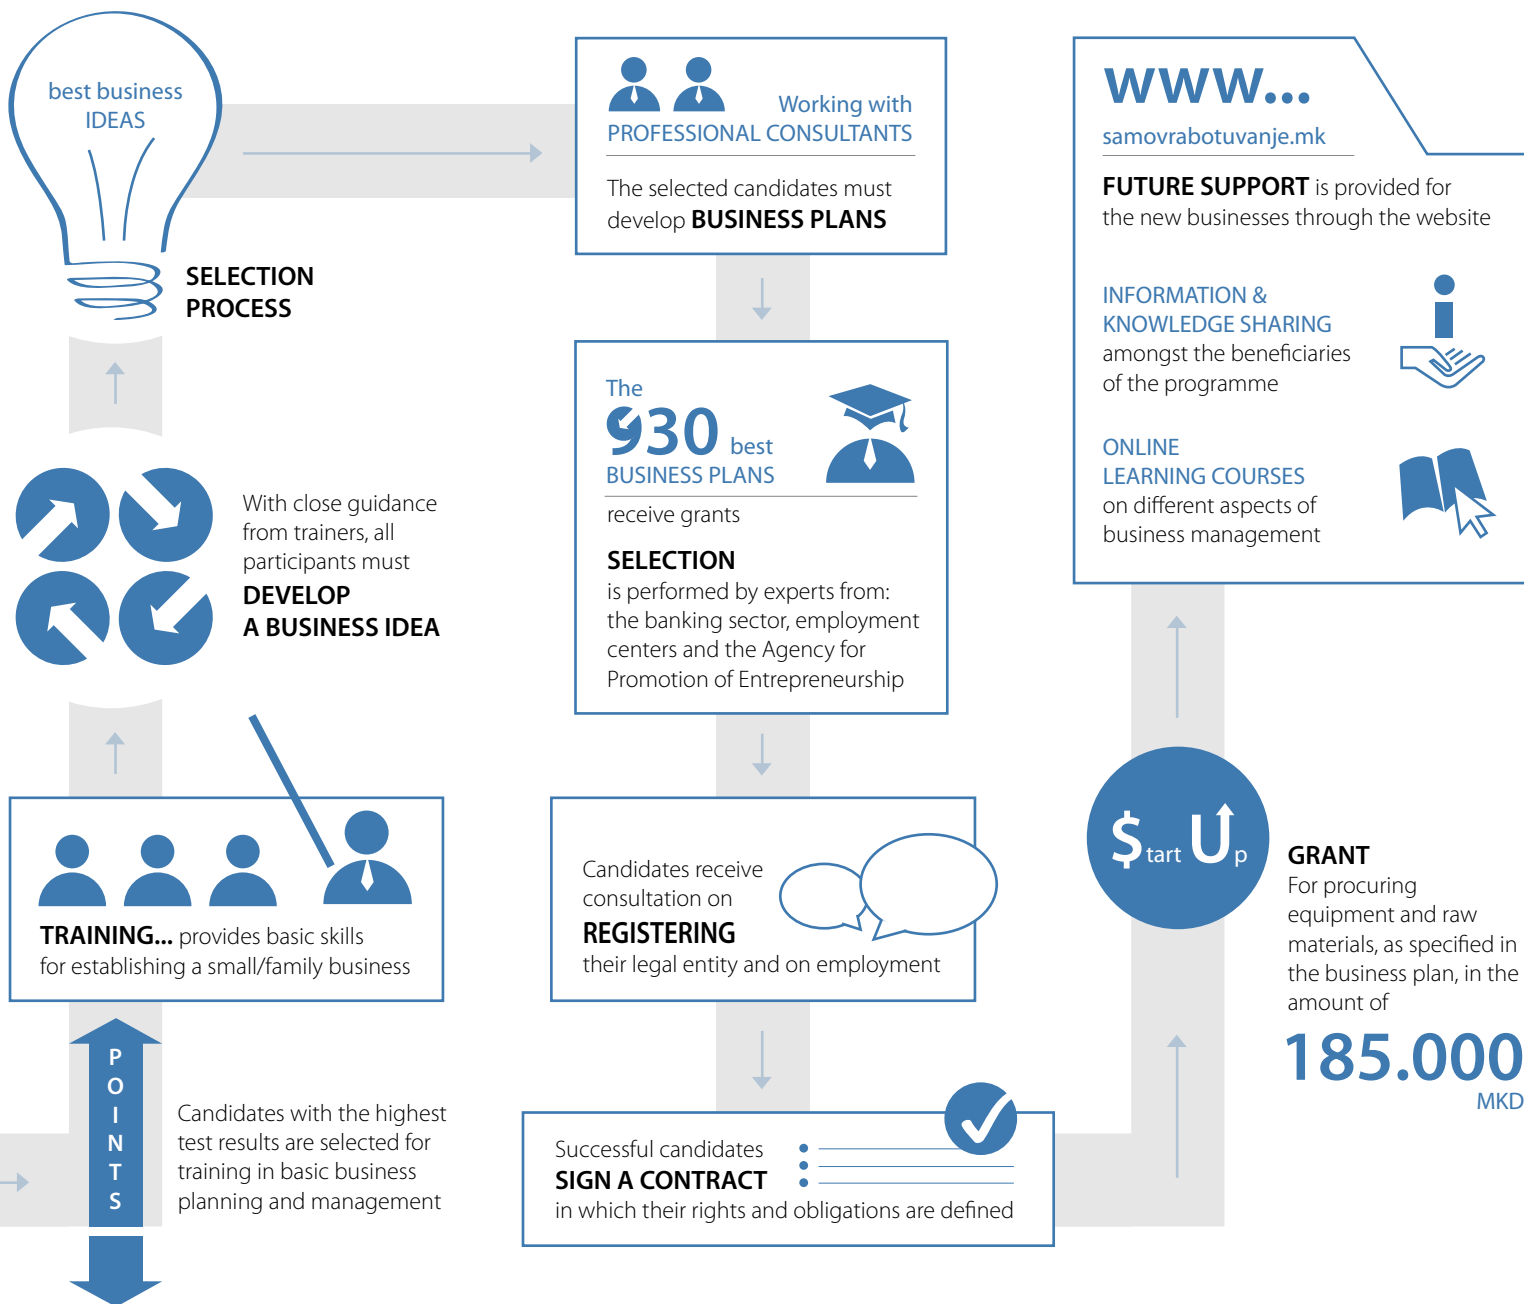 best business
IDEAS
SELECTION
PROCESS
With close guidance
from trainers, all
participants must
DEVELOP
A BUSINESS IDEA
TRAINING... provides basic skills
for establishing a small/family business
POINTS
Candidates with the highest
test results are selected for
training in basic business
planning and management
Working with
PROFESSIONAL CONSULTANTS
The selected candidates must
develop BUSINESS PLANS
The
930 best
BUSINESS PLANS
receive grants
SELECTION
is performed by experts from:
the banking sector, employment
centers and the Agency for
Promotion of Entrepreneurship
Candidates receive
consultation on
REGISTERING
their legal entity and on employment
Successful candidates
SIGN A CONTRACT
in which their rights and obligations are defined
www...
samovrabotuvanje.mk
FUTURE SUPPORT is provided for
the new businesses through the website
INFORMATION &
KNOWLEDGE SHARING
amongst the beneficiaries
of the programme
ONLINE
LEARNING COURSES
on different aspects of
business management
$tart Up
GRANT
For procuring
equipment and raw
materials, as specified in
the business plan, in the
amount of
185.000
MKD